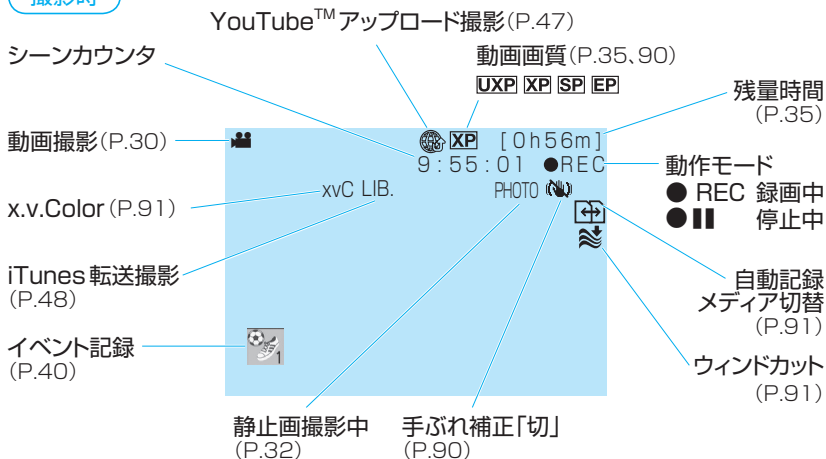 撮影時
YouTube™アップロード撮影(P.47)
シーンカウンタ
動画画質(P.35、90)
UXP XP SP EP
残量時間
(P.35)
動画撮影(P.30)
XP [0h56m]
9:55:01 ●REC
動作モード
● REC 録画中
●❚❚ 停止中
xvC LIB.
PHOTO
x.v.Color(P.91)
iTunes転送撮影
(P.48)
自動記録
メディア切替
(P.91)
イベント記録
(P.40)
1
ウィンドカット
(P.91)
静止画撮影中
(P.32)
手ぶれ補正「切」
(P.90)